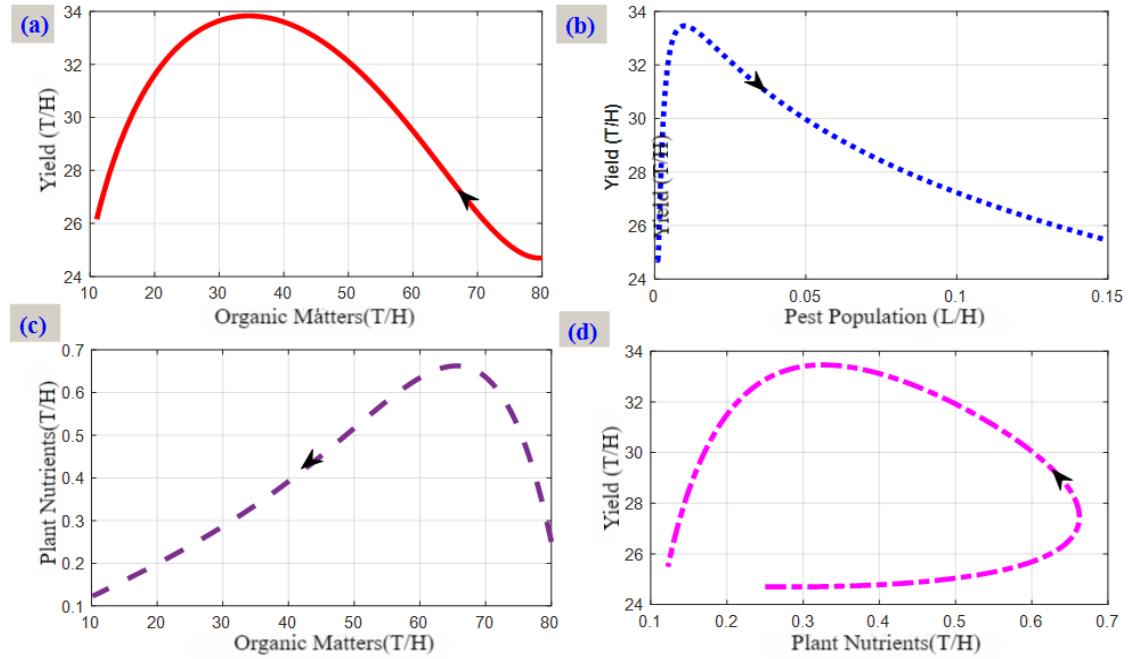 (a)
34
32
30
28
26
24
Yield (T/H)
10 20 30 40 50 60 70 80
Organic Matters(T/H)
(b)
34
32
30
28
26
24
Yield (T/H)
Yield (T/H)
0 0.05 0.1 0.15
Pest Population (L/H)
(c)
0.7
0.6
0.5
0.4
0.3
0.2
0.1
Plant Nutrients(T/H)
10 20 30 40 50 60 70 80
Organic Matters(T/H)
(d)
34
32
30
28
26
24
Yield (T/H)
0.1 0.2 0.3 0.4 0.5 0.6 0.7
Plant Nutrients(T/H)